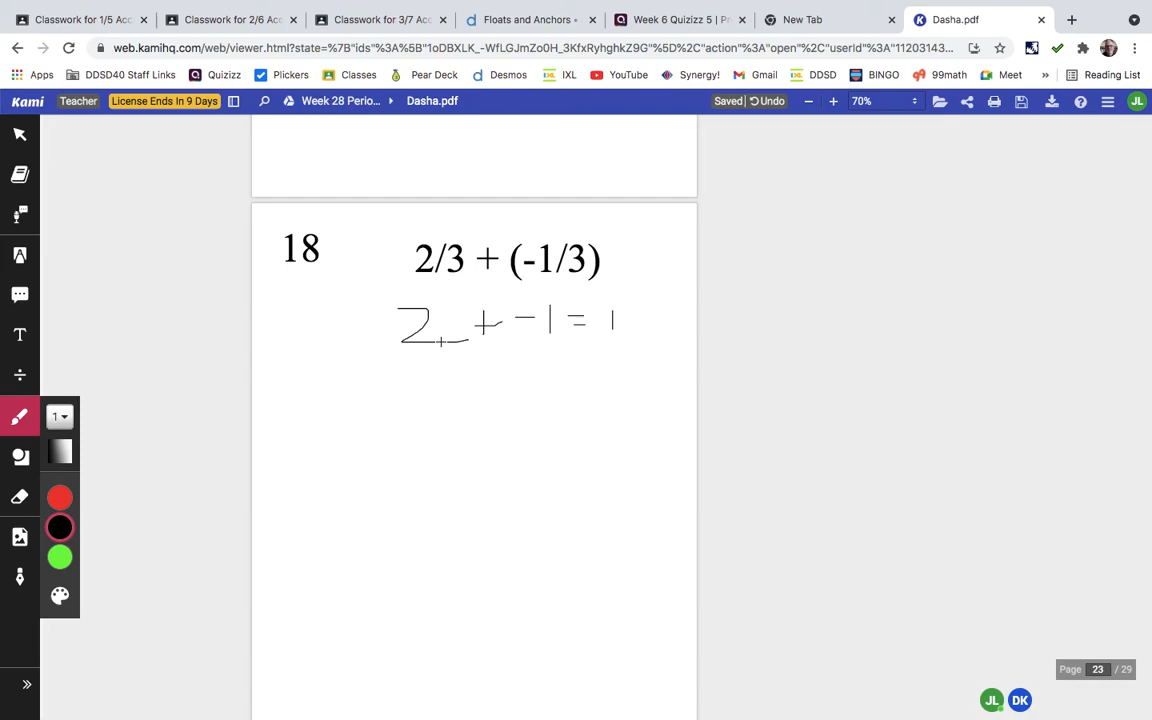 Classwork for 1/5 Acc
Classwork for 2/6 Acc
Classwork for 3/7 Acc
Floats and Anchors •
Week 6 Quizizz 5 | Pr
New Tab
Dasha.pdf
web.kamihq.com/web/viewer.html?state=%7B"ids"%3A%5B"1oDBXLK_-WfLGJmZo0H_3KfxRyhghkZ9G"%5D%2C"action"%3A"open"%2C"userId"%3A"11203143...
Apps
DDSD40 Staff Links
Quizizz
Plickers
Classes
Pear Deck
Desmos
IXL
YouTube
Synergy!
Gmail
DDSD
BINGO
99math
Meet
»
Reading List
Kami
Teacher
License Ends In 9 Days
Week 28 Perio...
Dasha.pdf
Saved
Undo
70%
JL
18
2/3 + (-1/3)
2 + -1 = 1
1
Page 23 / 29
JL
DK